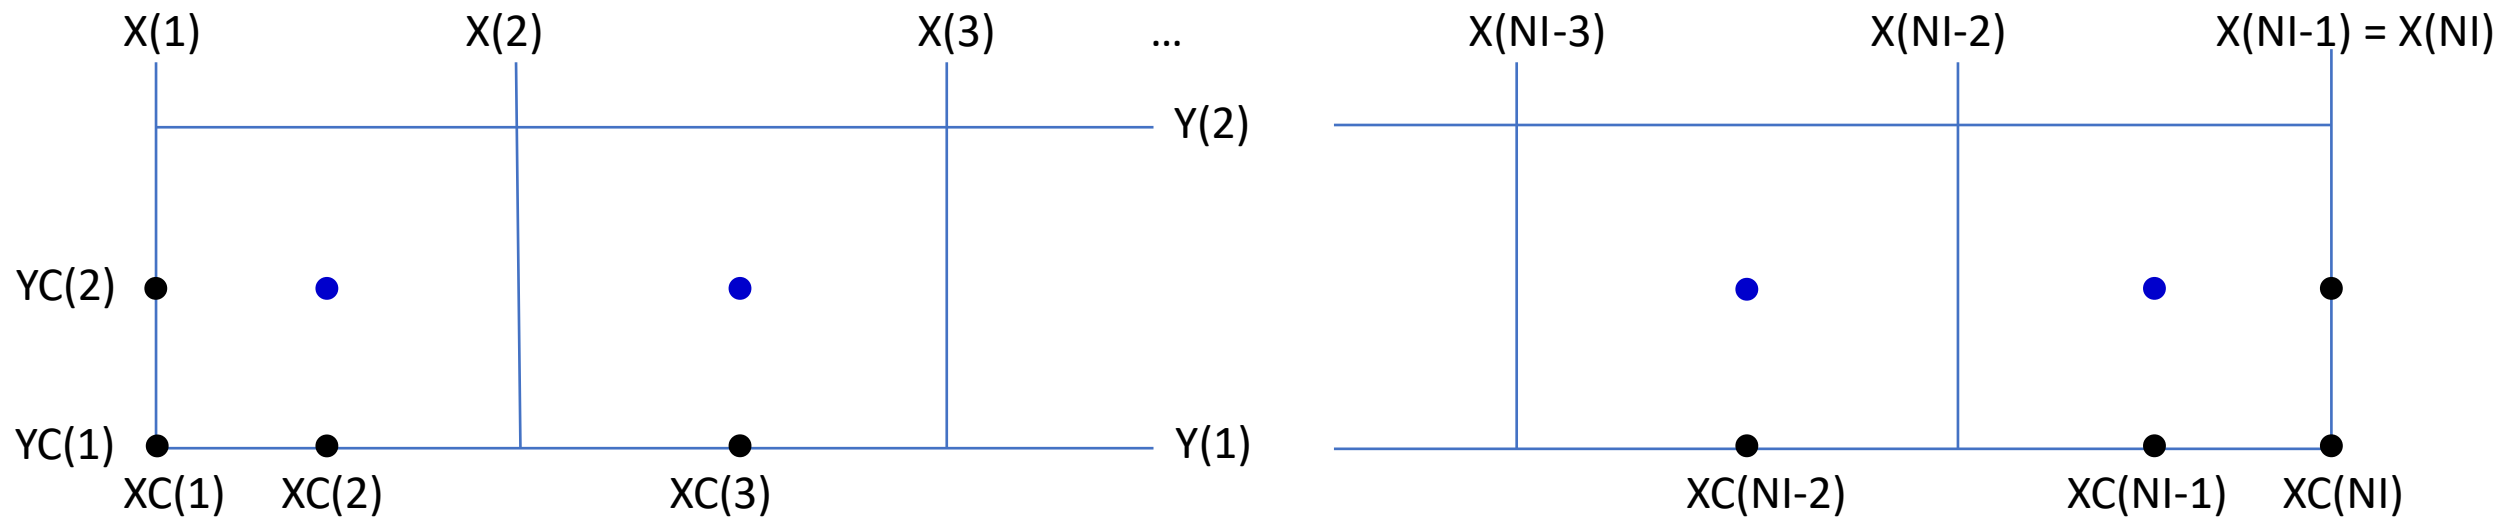 X(1) X(2) X(3) ... X(NI-3) X(NI-2) X(NI-1) = X(NI)
Y(2)
YC(2)
YC(1) Y(1)
XC(1) XC(2) XC(3) XC(NI-2) XC(NI-1) XC(NI)